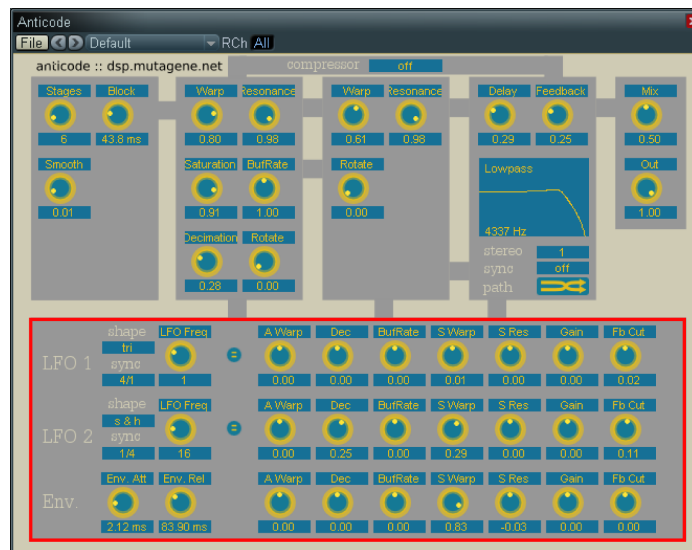 Anticode
File Default RCh All
anticode :: dsp.mutagene.net compressor off
Stages Block Warp Resonance Warp Resonance Delay Feedback Mix
6 43.8 ms 0.80 0.98 0.61 0.98 0.29 0.25 0.50
Smooth Saturation BufRate Rotate Lowpass Out
0.01 0.91 1.00 0.00 4337 Hz 1.00
Decimation Rotate stereo 1
sync off
0.28 0.00 path
LFO 1 shape LFO Freq = A Warp Dec BufRate S Warp S Res Gain Fb Cut
tri
sync
4/1 1 0.00 0.00 0.00 0.01 0.00 0.00 0.02
LFO 2 shape LFO Freq = A Warp Dec BufRate S Warp S Res Gain Fb Cut
s & h
sync
1/4 16 0.00 0.25 0.00 0.29 0.00 0.00 0.11
Env. Env. Att Env. Rel A Warp Dec BufRate S Warp S Res Gain Fb Cut
2.12 ms 83.90 ms 0.00 0.00 0.00 0.83 -0.03 0.00 0.00